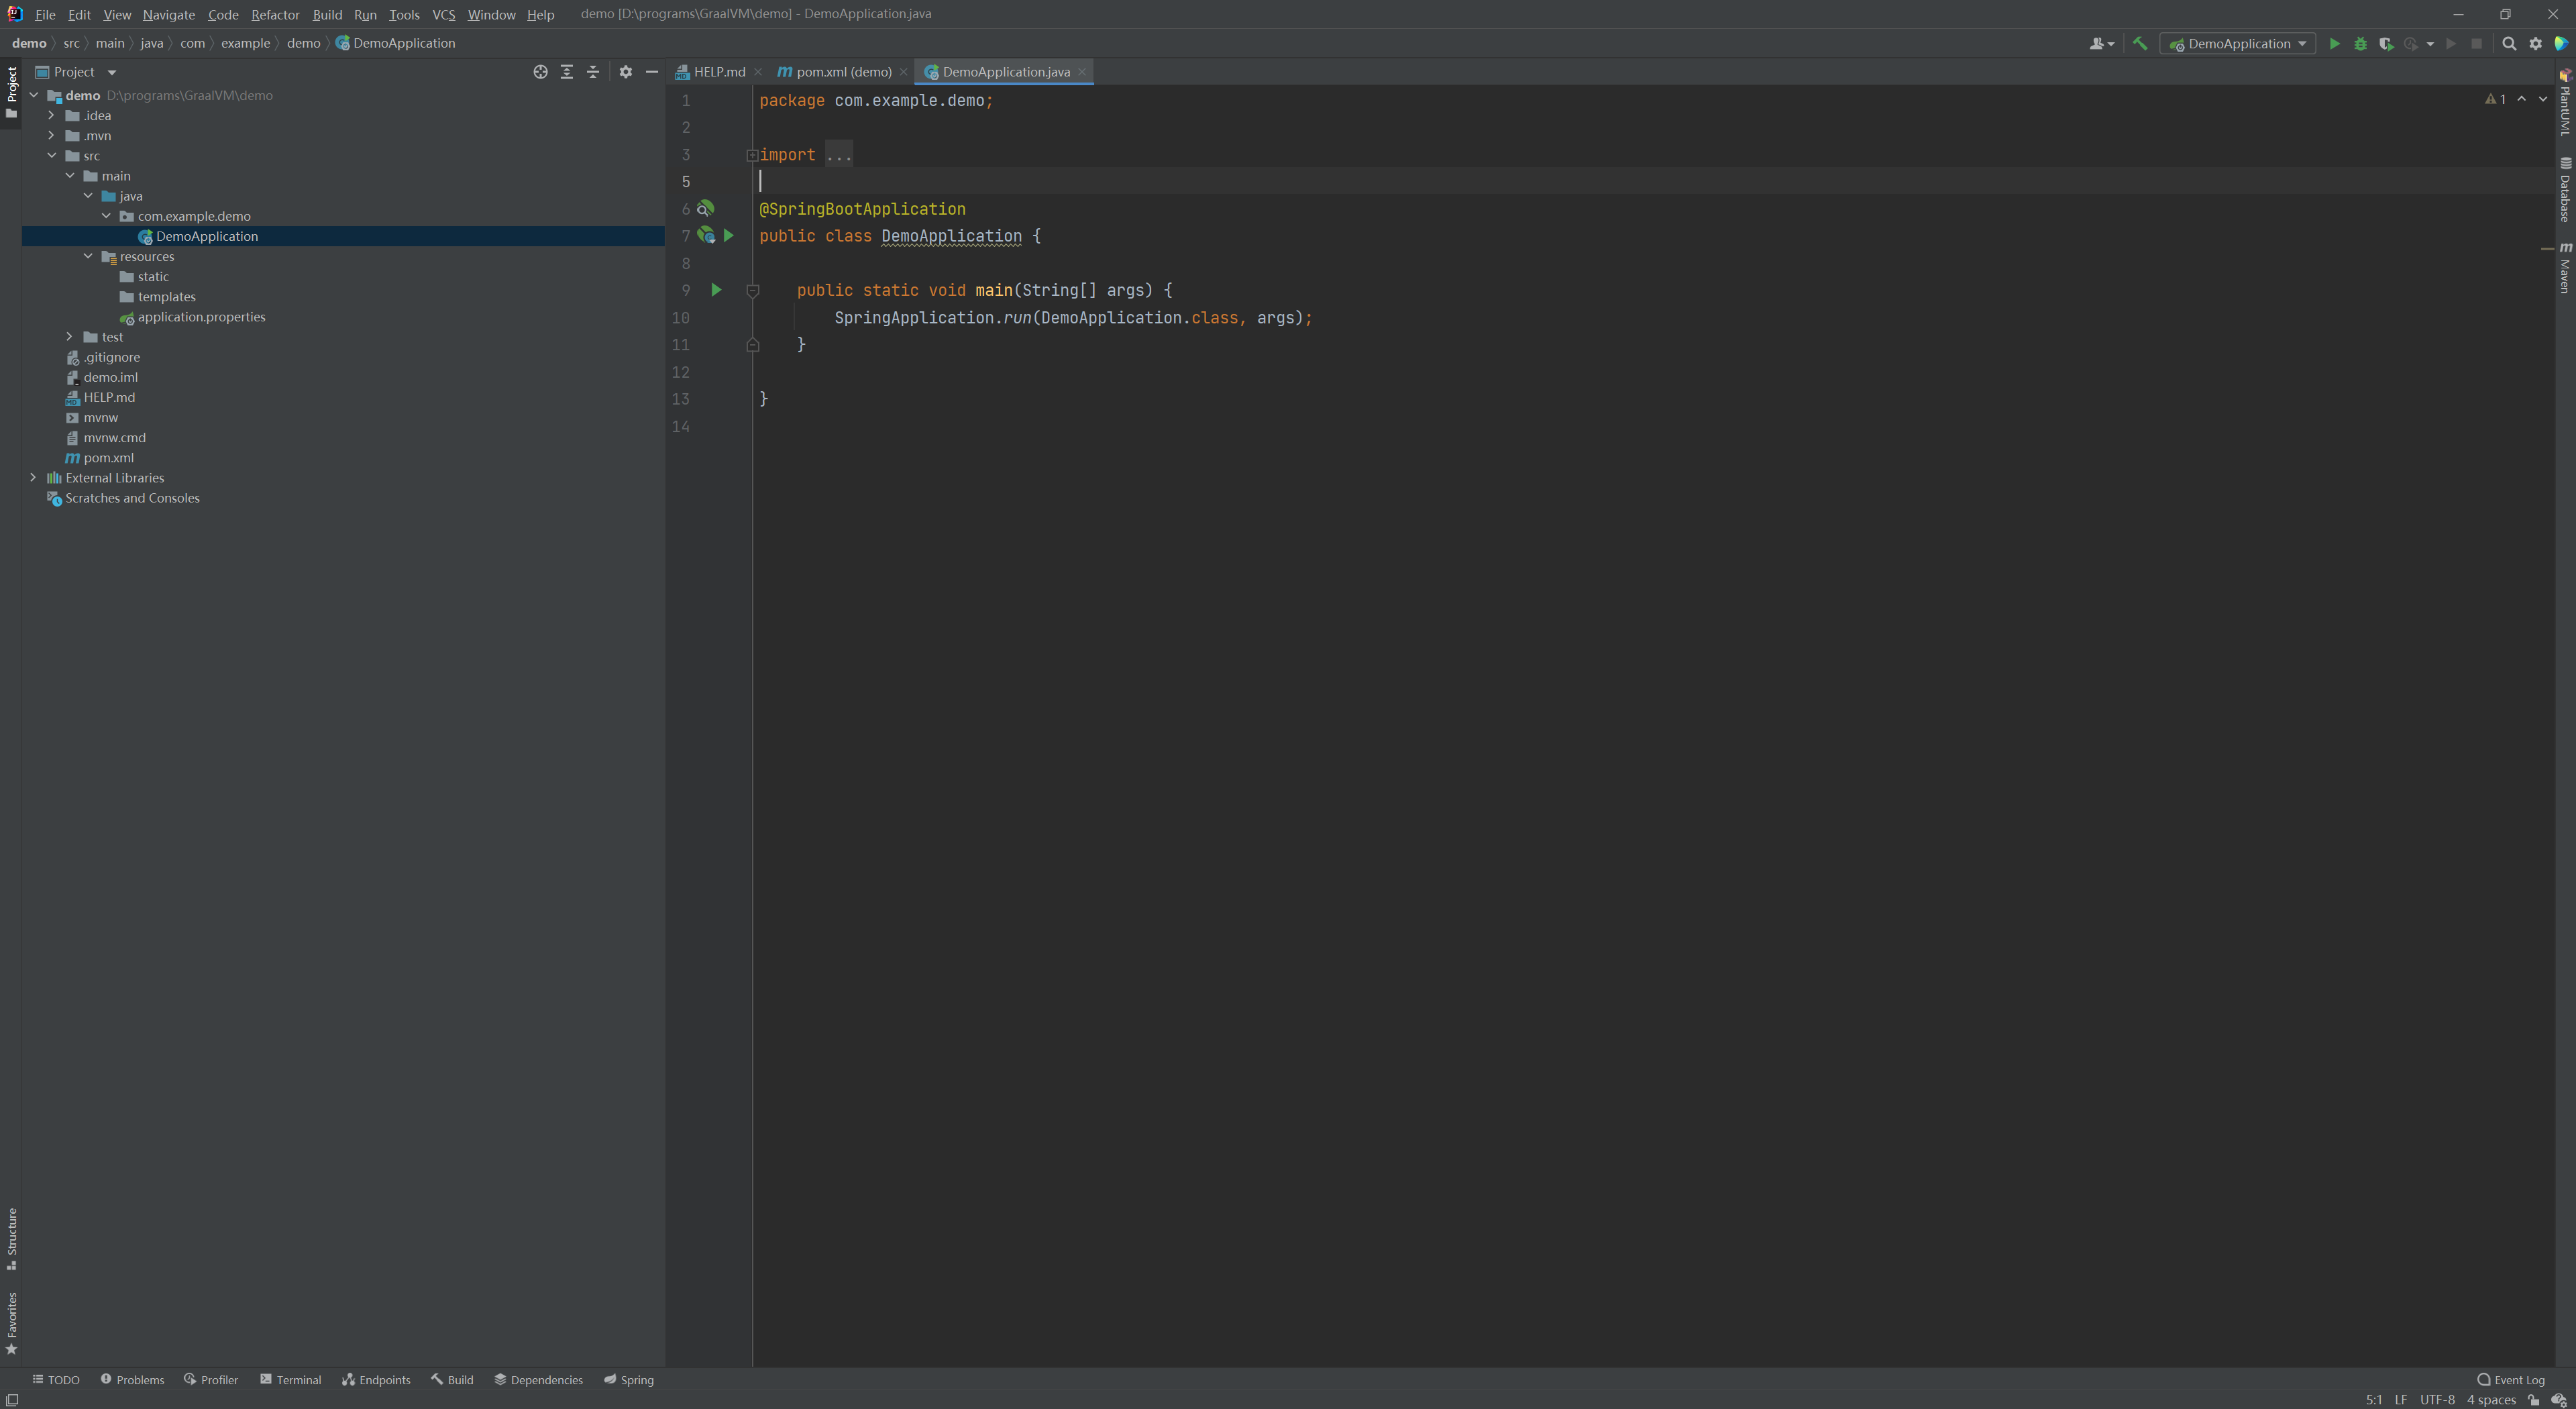 File Edit View Navigate Code Refactor Build Run Tools VCS Window Help demo [D:\programs\GraalVM\demo] - DemoApplication.java
demo src main java com example demo DemoApplication
DemoApplication
Project
HELP.md pom.xml (demo) DemoApplication.java
demo D:\programs\GraalVM\demo
.idea
.mvn
src
main
java
com.example.demo
DemoApplication
resources
static
templates
application.properties
test
.gitignore
demo.iml
HELP.md
mvnw
mvnw.cmd
pom.xml
External Libraries
Scratches and Consoles
1 package com.example.demo;
2
3 import ...
5
6 @SpringBootApplication
7 public class DemoApplication {
8
9 public static void main(String[] args) {
10 SpringApplication.run(DemoApplication.class, args);
11 }
12
13 }
14
1
Project
Structure
Favorites
PlantUML
Database
Maven
TODO Problems Profiler Terminal Endpoints Build Dependencies Spring Event Log
5:1 LF UTF-8 4 spaces